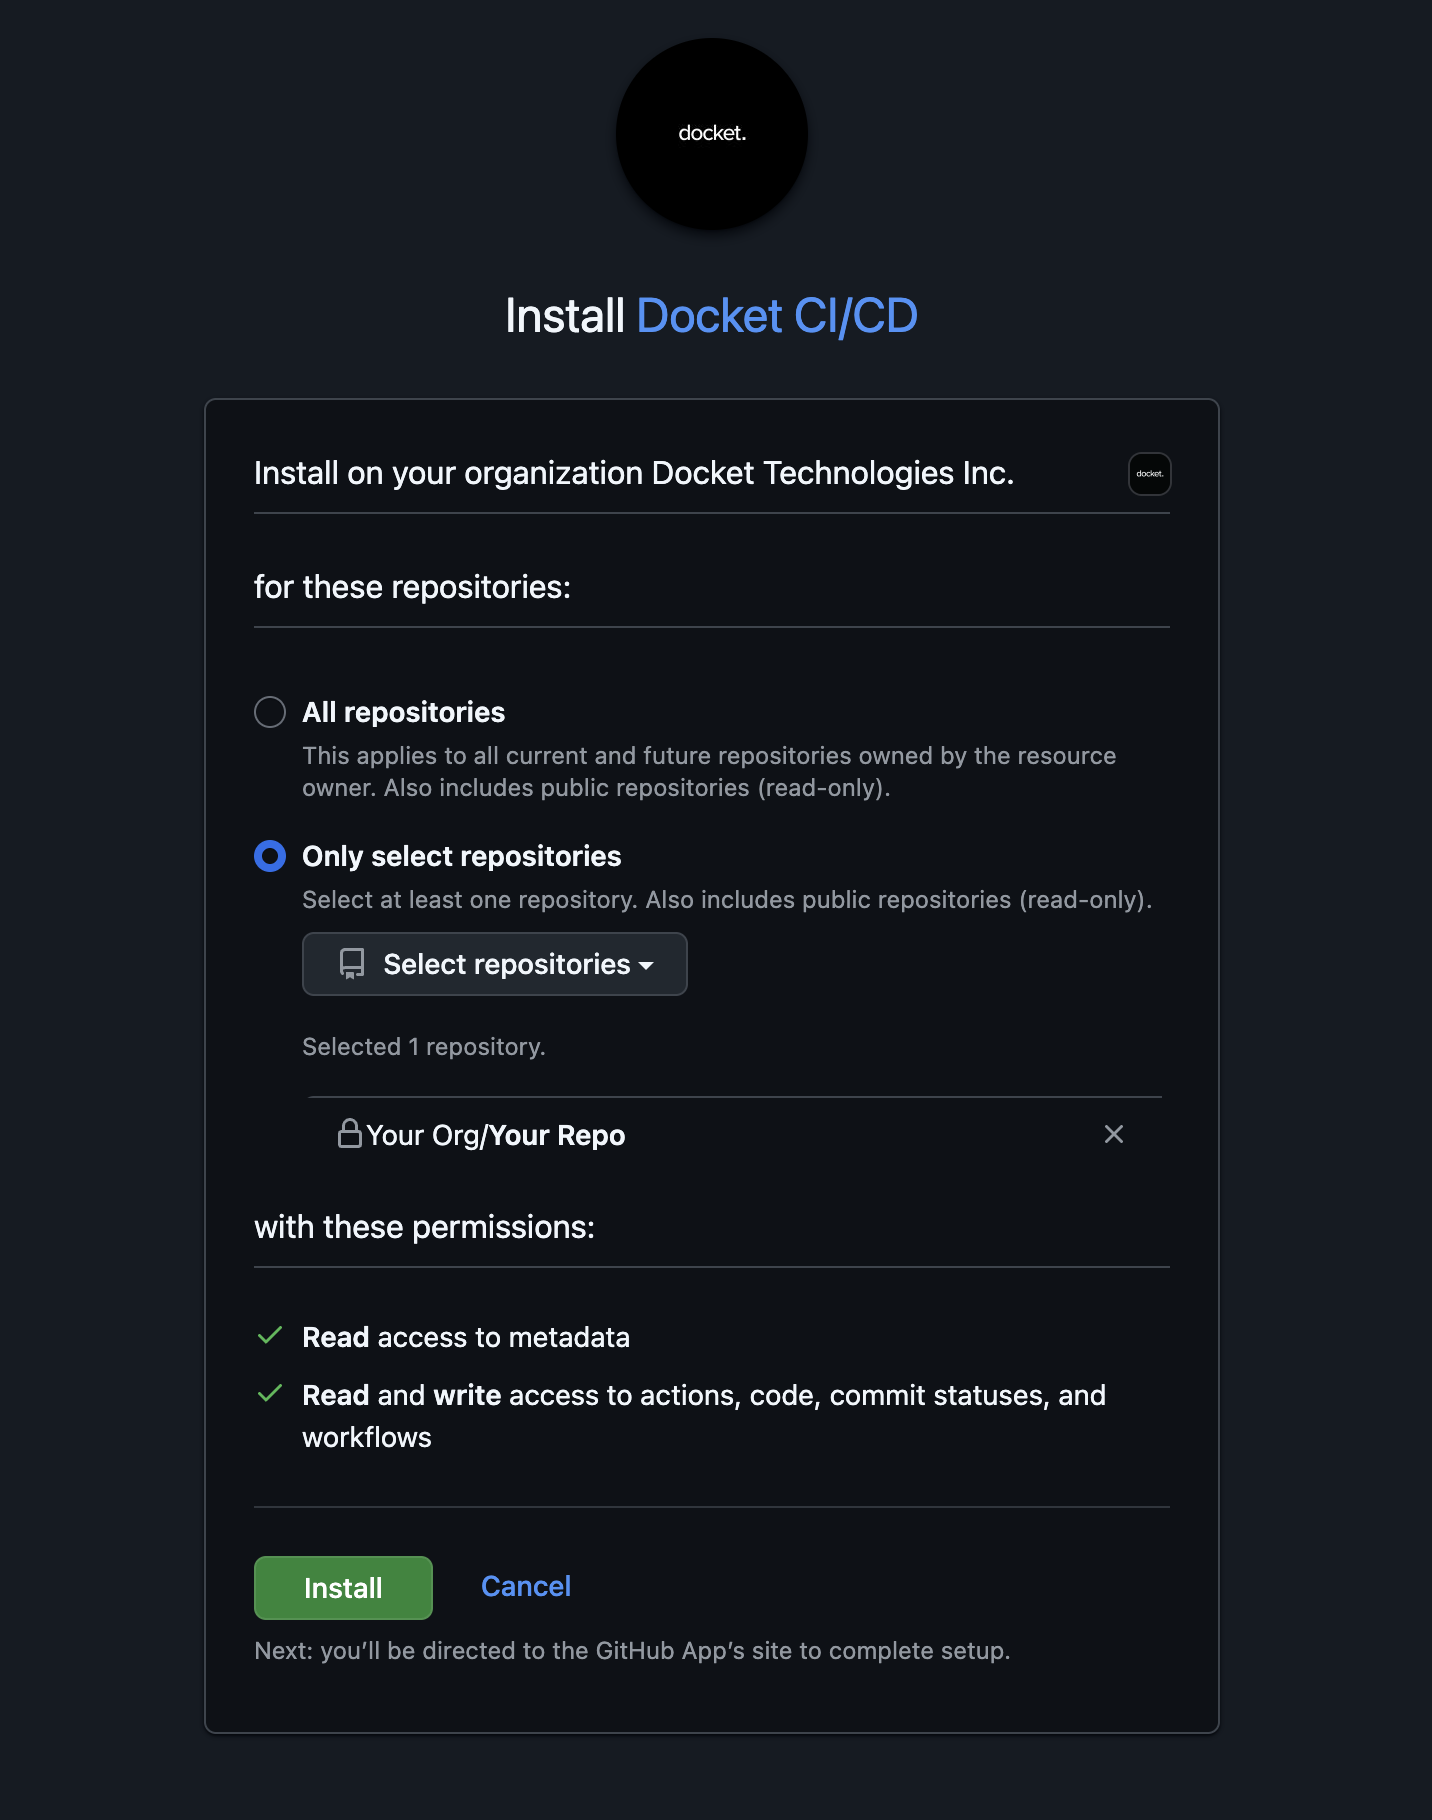 docket.
Install Docket CI/CD
Install on your organization Docket Technologies Inc.
docket.
for these repositories:
All repositories
This applies to all current and future repositories owned by the resource
owner. Also includes public repositories (read-only).
Only select repositories
Select at least one repository. Also includes public repositories (read-only).
Select repositories
Selected 1 repository.
Your Org/Your Repo
with these permissions:
Read access to metadata
Read and write access to actions, code, commit statuses, and
workflows
Install
Cancel
Next: you’ll be directed to the GitHub App’s site to complete setup.